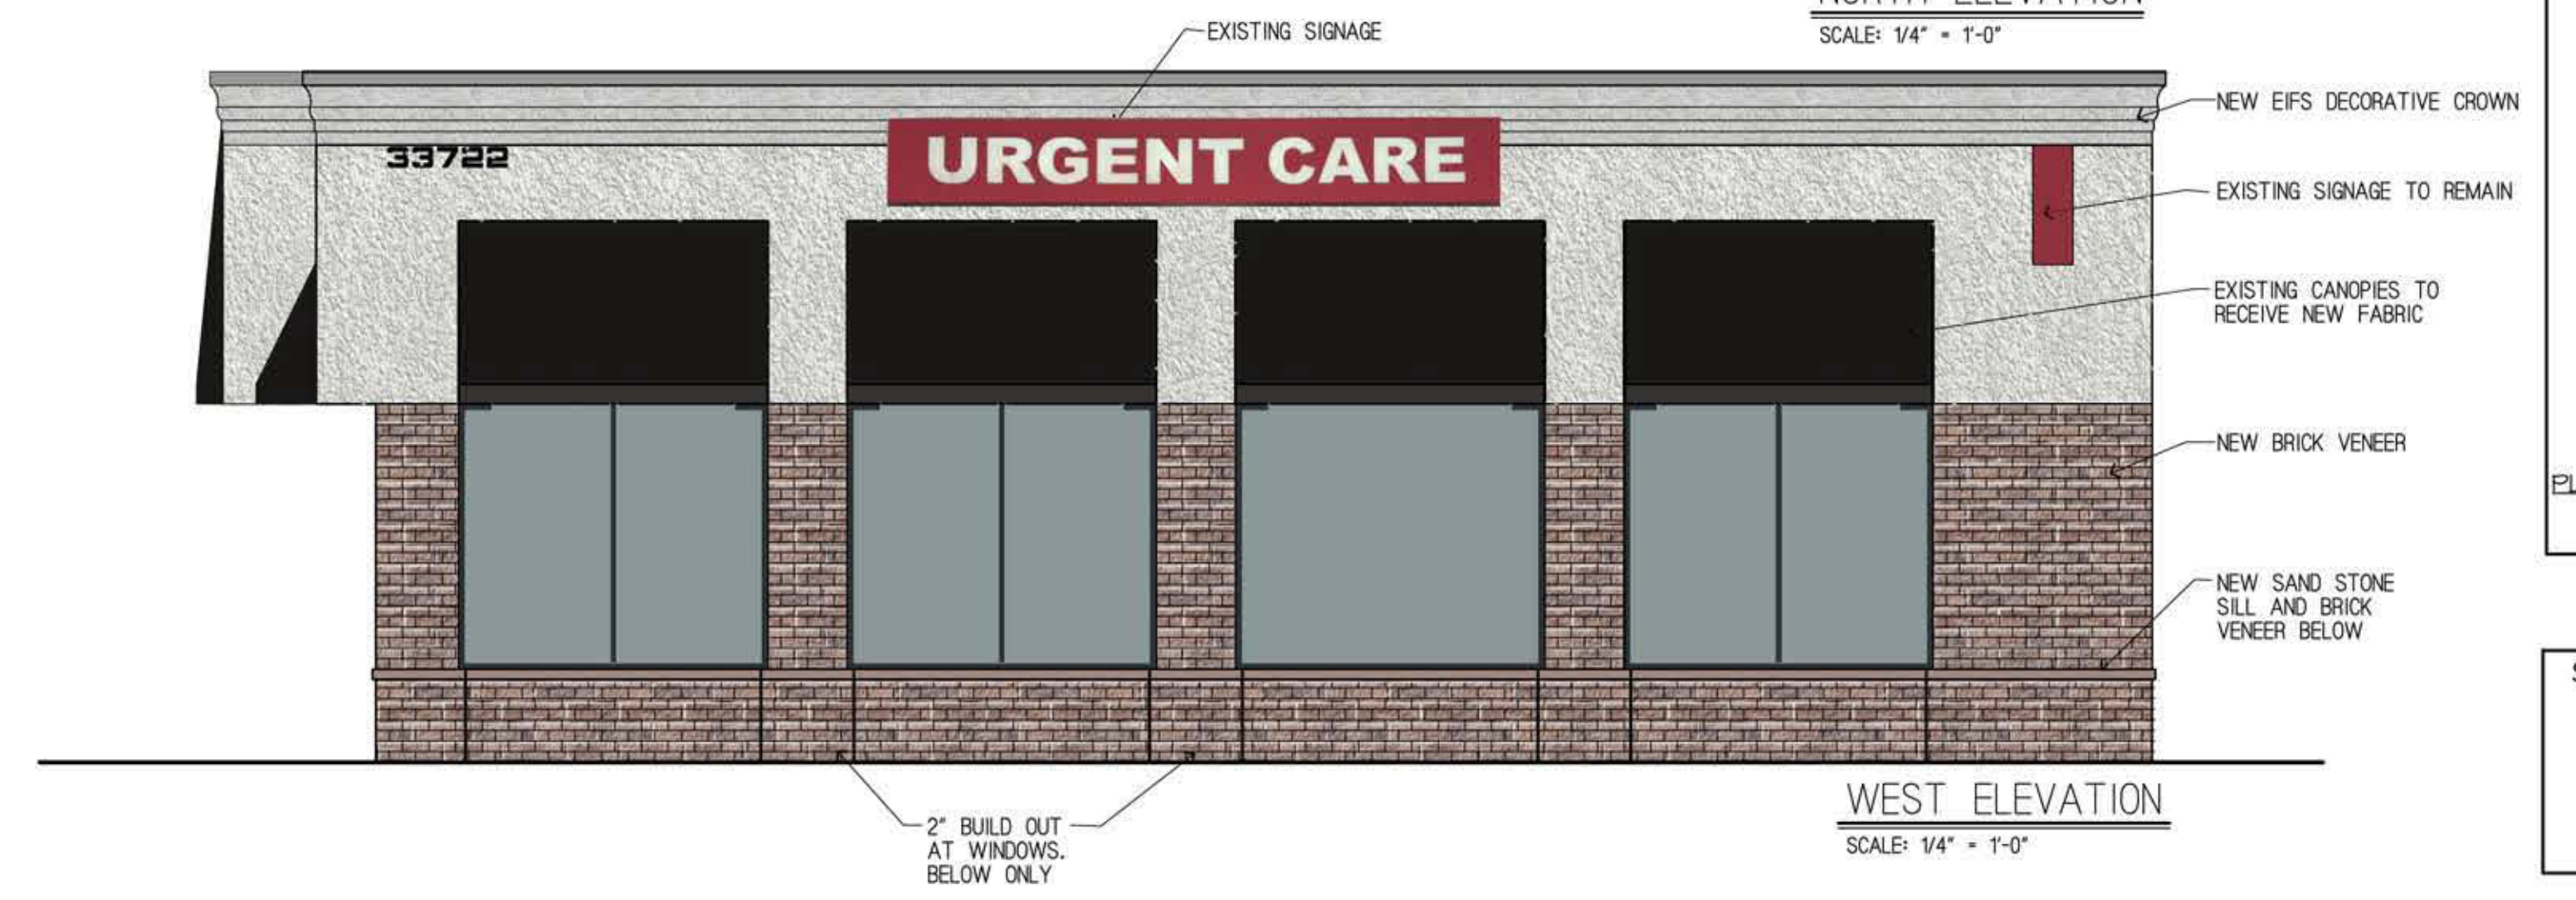 NORTH ELEVATION
SCALE: 1/4" = 1'-0"
EXISTING SIGNAGE
NEW EIFS DECORATIVE CROWN
33722
URGENT CARE
EXISTING SIGNAGE TO REMAIN
EXISTING CANOPIES TO
RECEIVE NEW FABRIC
NEW BRICK VENEER
NEW SAND STONE
SILL AND BRICK
VENEER BELOW
2" BUILD OUT
AT WINDOWS.
BELOW ONLY
WEST ELEVATION
SCALE: 1/4" = 1'-0"